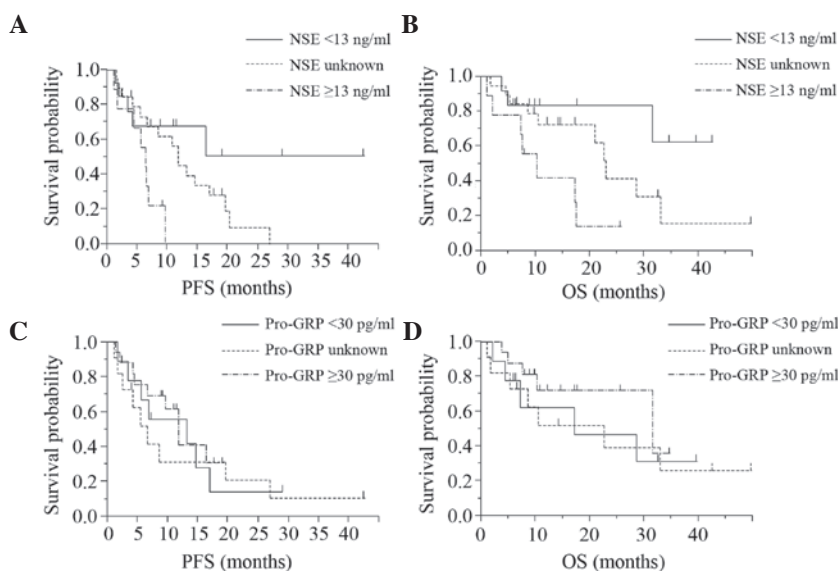 A
NSE <13 ng/ml
NSE unknown
NSE ≥13 ng/ml
Survival probability
1.0
0.8
0.6
0.4
0.2
0.0
0 5 10 15 20 25 30 35 40 45
PFS (months)
B
NSE <13 ng/ml
NSE unknown
NSE ≥13 ng/ml
Survival probability
1.0
0.8
0.6
0.4
0.2
0.0
0 10 20 30 40 50
OS (months)
C
Pro-GRP <30 pg/ml
Pro-GRP unknown
Pro-GRP ≥30 pg/ml
Survival probability
1.0
0.8
0.6
0.4
0.2
0.0
0 5 10 15 20 25 30 35 40
PFS (months)
D
Pro-GRP <30 pg/ml
Pro-GRP unknown
Pro-GRP ≥30 pg/ml
Survival probability
1.0
0.8
0.6
0.4
0.2
0.0
0 10 20 30 40
OS (months)